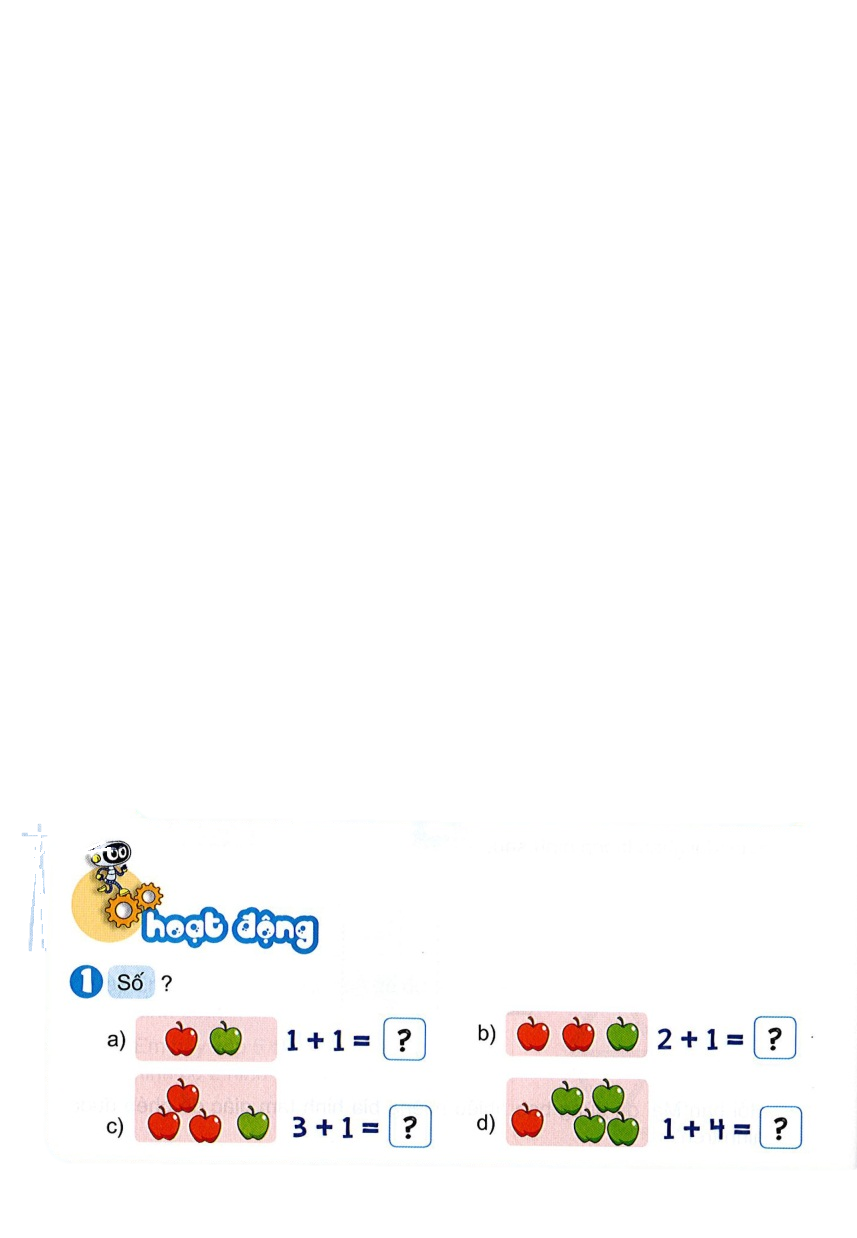 hoạt động
1 Số ?
a) 1 + 1 = ? b) 2 + 1 = ?
c) 3 + 1 = ? d) 1 + 4 = ?